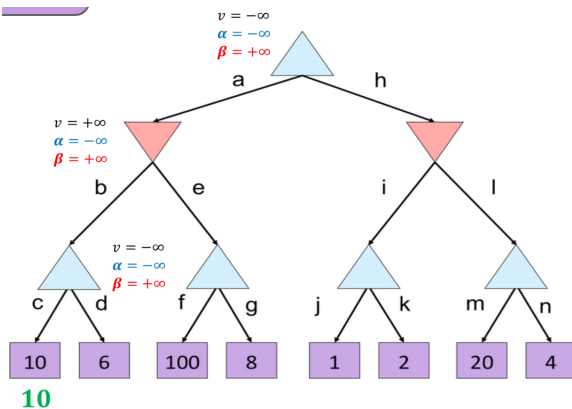 v = −∞
α = −∞
β = +∞
a h
v = +∞
α = −∞
β = +∞
b e i l
v = −∞
α = −∞
β = +∞
c d f g j k m n
10 6 100 8 1 2 20 4
10